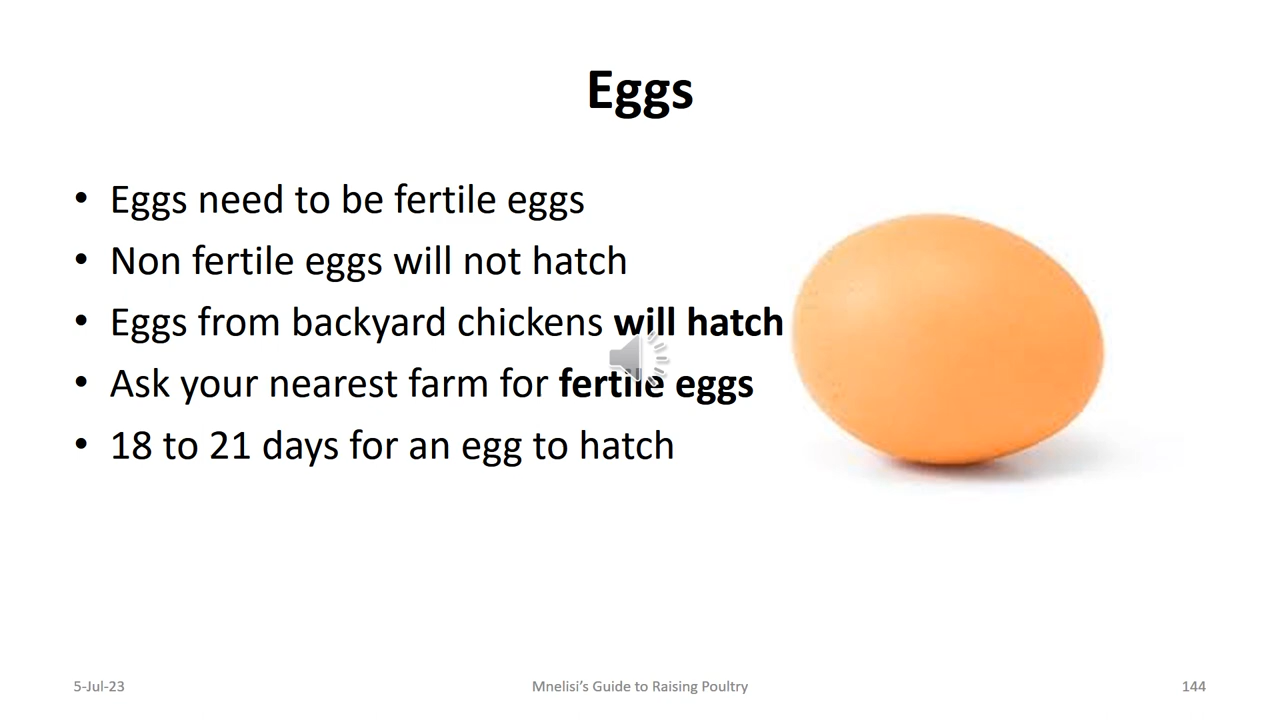 Eggs
• Eggs need to be fertile eggs
• Non fertile eggs will not hatch
• Eggs from backyard chickens will hatch
• Ask your nearest farm for fertile eggs
• 18 to 21 days for an egg to hatch
5-Jul-23
Mnelisi’s Guide to Raising Poultry
144